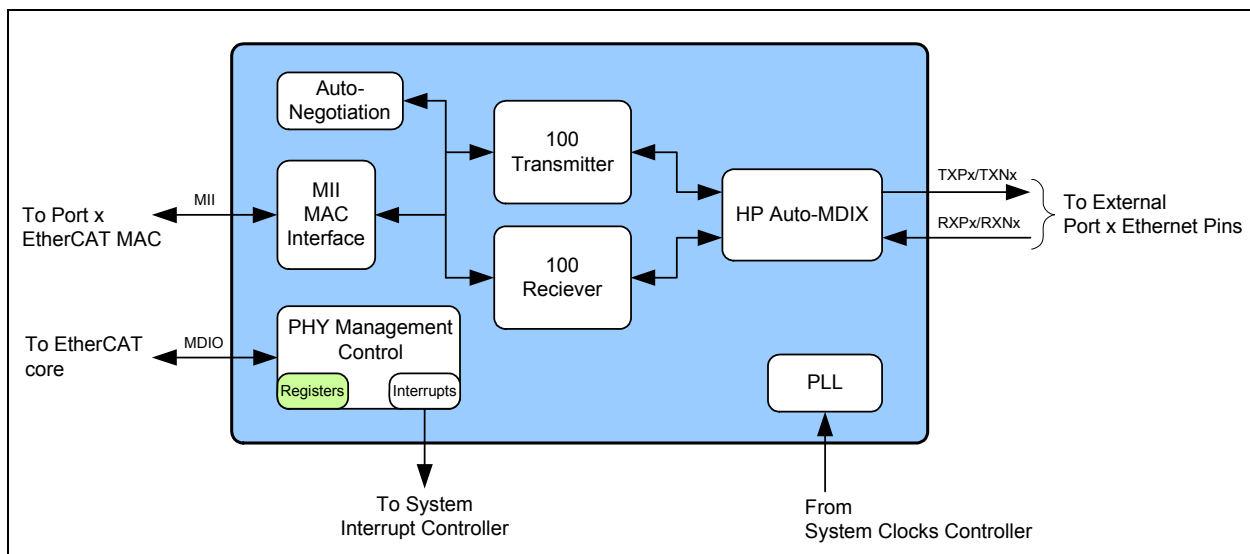 Auto-
Negotiation
100
Transmitter
MII
MAC
Interface
HP Auto-MDIX
100
Reciever
PHY Management
Control
Registers
Interrupts
PLL
To Port x
EtherCAT MAC
MII
To EtherCAT
core
MDIO
TXPx/TXNx
RXPx/RXNx
To External
Port x Ethernet Pins
To System
Interrupt Controller
From
System Clocks Controller